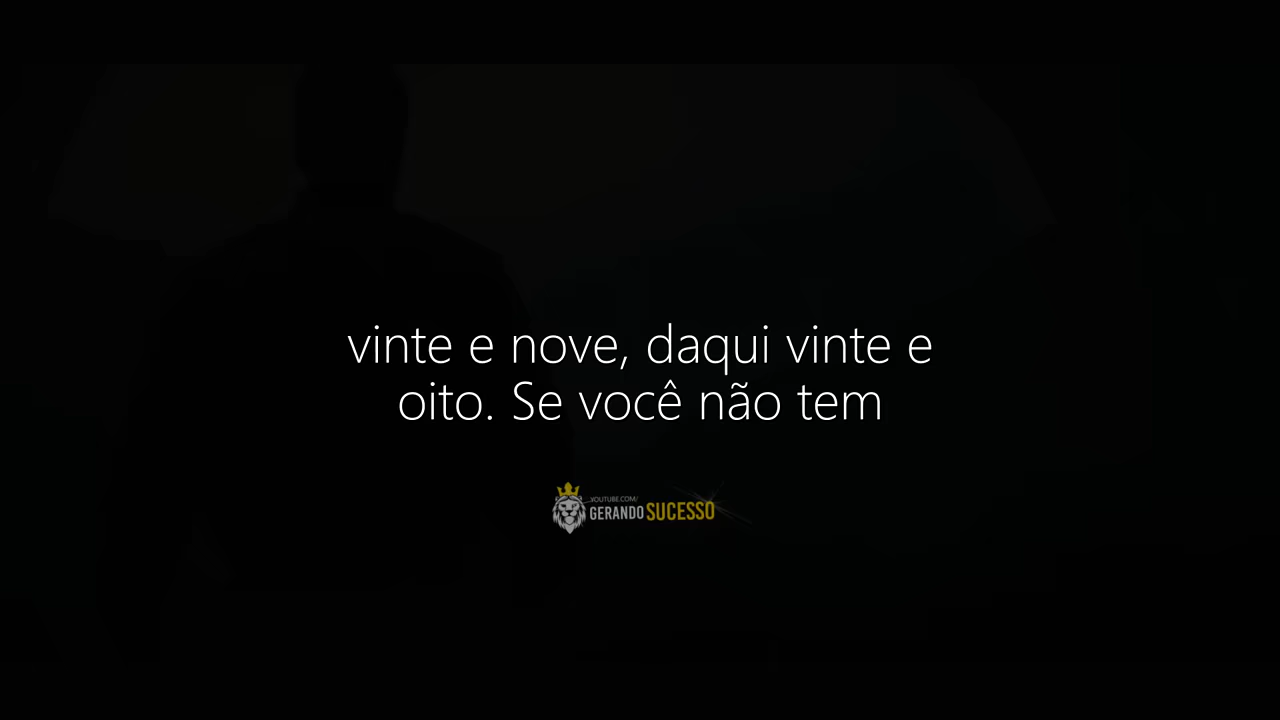 vinte e nove, daqui vinte e
oito. Se você não tem
YOUTUBE.COM/
GERANDO SUCESSO